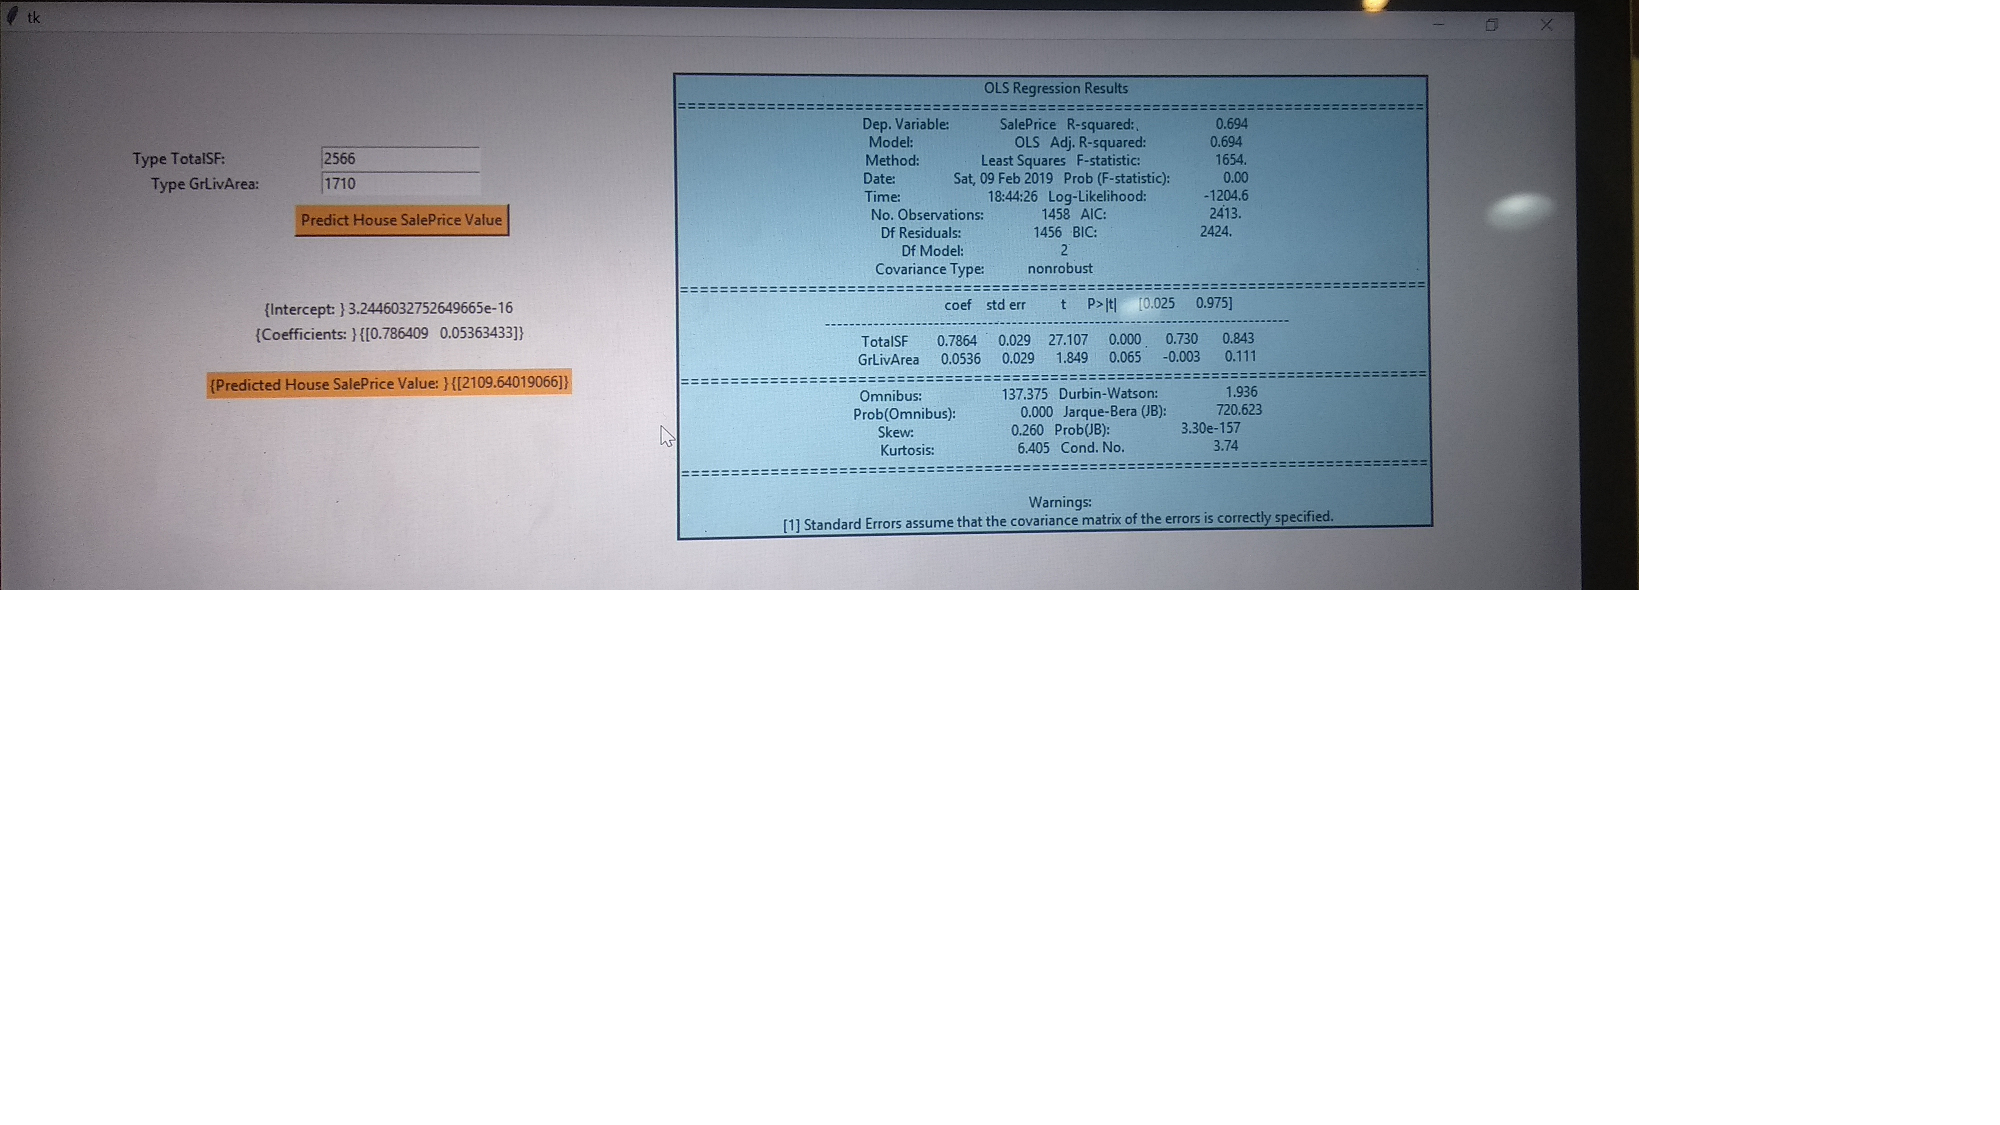 tk
Type TotalSF: 2566
Type GrLivArea: 1710
Predict House SalePrice Value
{Intercept: } 3.2446032752649665e-16
{Coefficients: } {[0.786409 0.05363433]}
{Predicted House SalePrice Value: } {[2109.64019066]}
OLS Regression Results
==============================================================================
Dep. Variable: SalePrice R-squared: 0.694
Model: OLS Adj. R-squared: 0.694
Method: Least Squares F-statistic: 1654.
Date: Sat, 09 Feb 2019 Prob (F-statistic): 0.00
Time: 18:44:26 Log-Likelihood: -1204.6
No. Observations: 1458 AIC: 2413.
Df Residuals: 1456 BIC: 2424.
Df Model: 2
Covariance Type: nonrobust
==============================================================================
coef std err t P>|t| [0.025 0.975]
------------------------------------------------------------------------------
TotalSF 0.7864 0.029 27.107 0.000 0.730 0.843
GrLivArea 0.0536 0.029 1.849 0.065 -0.003 0.111
==============================================================================
Omnibus: 137.375 Durbin-Watson: 1.936
Prob(Omnibus): 0.000 Jarque-Bera (JB): 720.623
Skew: 0.260 Prob(JB): 3.30e-157
Kurtosis: 6.405 Cond. No. 3.74
==============================================================================
Warnings:
[1] Standard Errors assume that the covariance matrix of the errors is correctly specified.